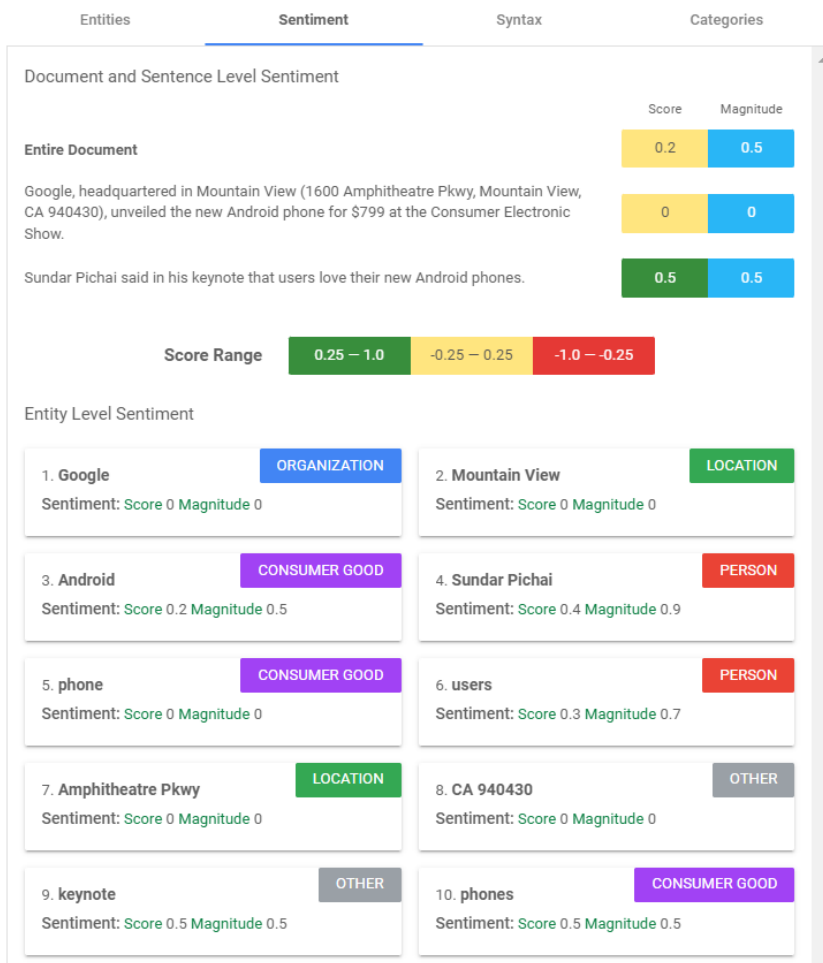 Entities Sentiment Syntax Categories
Document and Sentence Level Sentiment
Score Magnitude
Entire Document 0.2 0.5
Google, headquartered in Mountain View (1600 Amphitheatre Pkwy, Mountain View,
CA 940430), unveiled the new Android phone for $799 at the Consumer Electronic
Show.
0 0
Sundar Pichai said in his keynote that users love their new Android phones. 0.5 0.5
Score Range 0.25 — 1.0 -0.25 — 0.25 -1.0 — -0.25
Entity Level Sentiment
1. Google ORGANIZATION
Sentiment: Score 0 Magnitude 0
2. Mountain View LOCATION
Sentiment: Score 0 Magnitude 0
3. Android CONSUMER GOOD
Sentiment: Score 0.2 Magnitude 0.5
4. Sundar Pichai PERSON
Sentiment: Score 0.4 Magnitude 0.9
5. phone CONSUMER GOOD
Sentiment: Score 0 Magnitude 0
6. users PERSON
Sentiment: Score 0.3 Magnitude 0.7
7. Amphitheatre Pkwy LOCATION
Sentiment: Score 0 Magnitude 0
8. CA 940430 OTHER
Sentiment: Score 0 Magnitude 0
9. keynote OTHER
Sentiment: Score 0.5 Magnitude 0.5
10. phones CONSUMER GOOD
Sentiment: Score 0.5 Magnitude 0.5